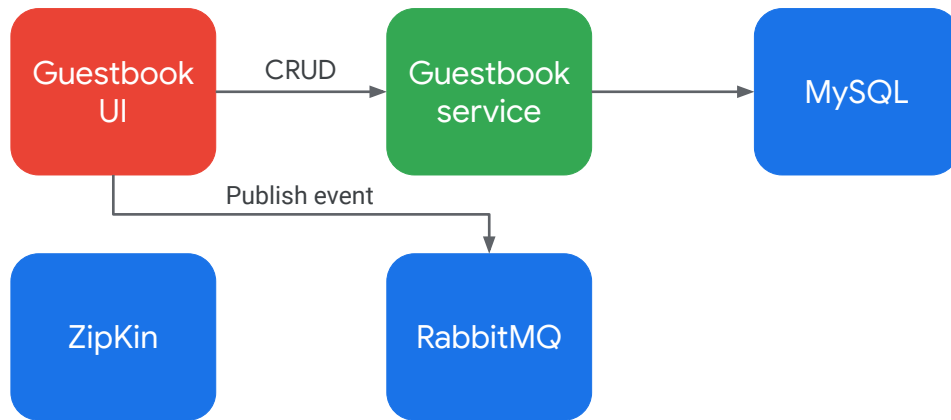 Guestbook
UI
CRUD
Guestbook
service
MySQL
Publish event
ZipKin
RabbitMQ